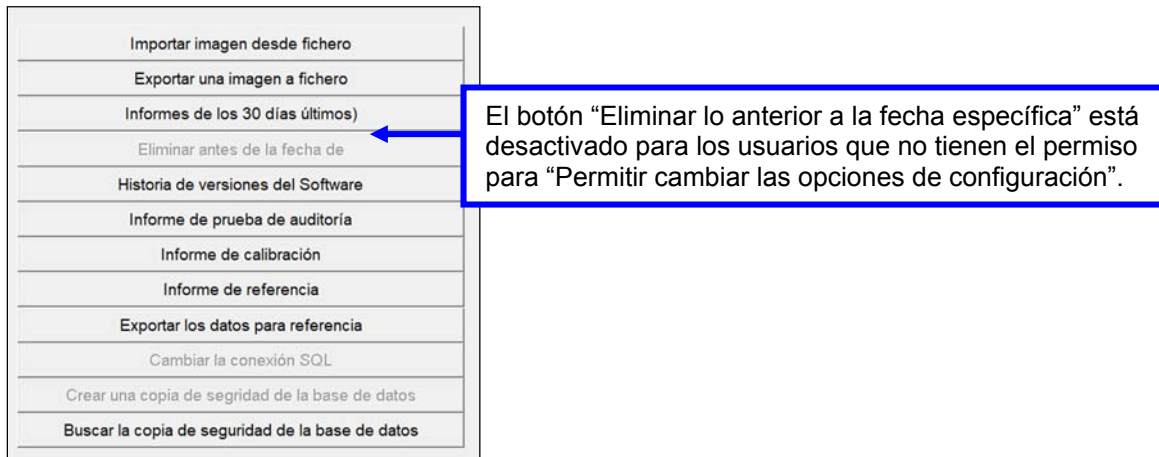 Importar imagen desde fichero
Exportar una imagen a fichero
Informes de los 30 días últimos)
Eliminar antes de la fecha de
Historia de versiones del Software
Informe de prueba de auditoría
Informe de calibración
Informe de referencia
Exportar los datos para referencia
Cambiar la conexión SQL
Crear una copia de segridad de la base de datos
Buscar la copia de seguridad de la base de datos
El botón “Eliminar lo anterior a la fecha específica” está
desactivado para los usuarios que no tienen el permiso
para “Permitir cambiar las opciones de configuración”.